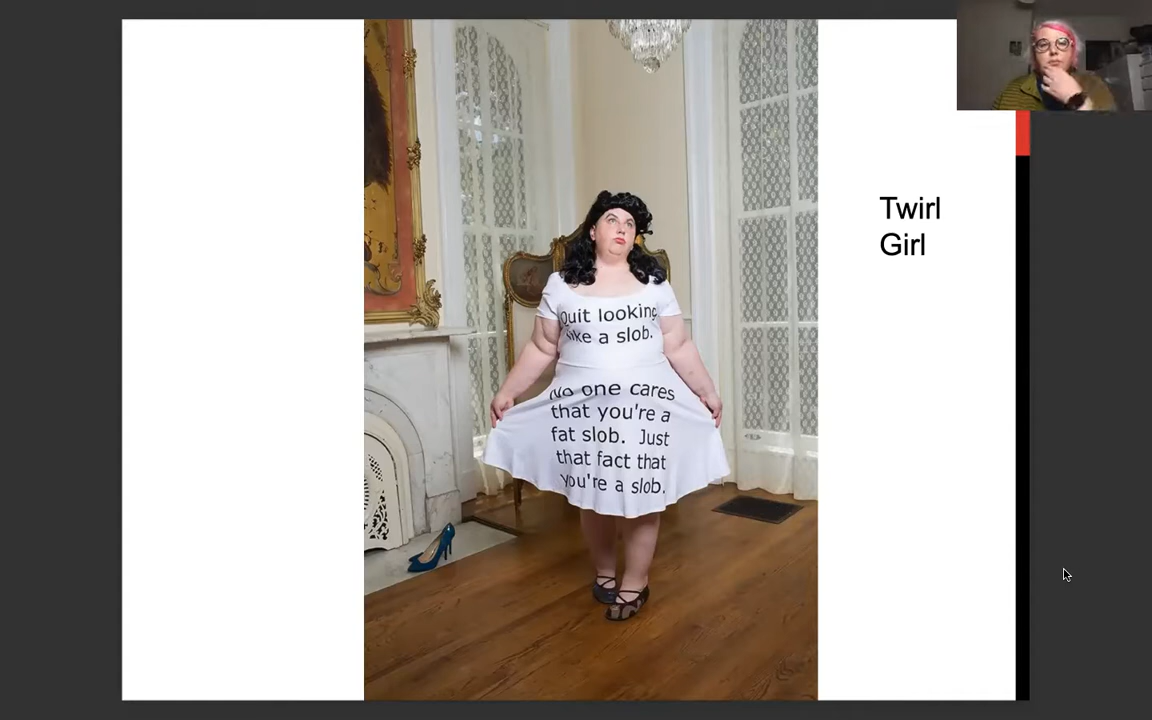 Twirl
Girl
Quit looking
like a slob.
No one cares
that you're a
fat slob. Just
that fact that
you're a slob.